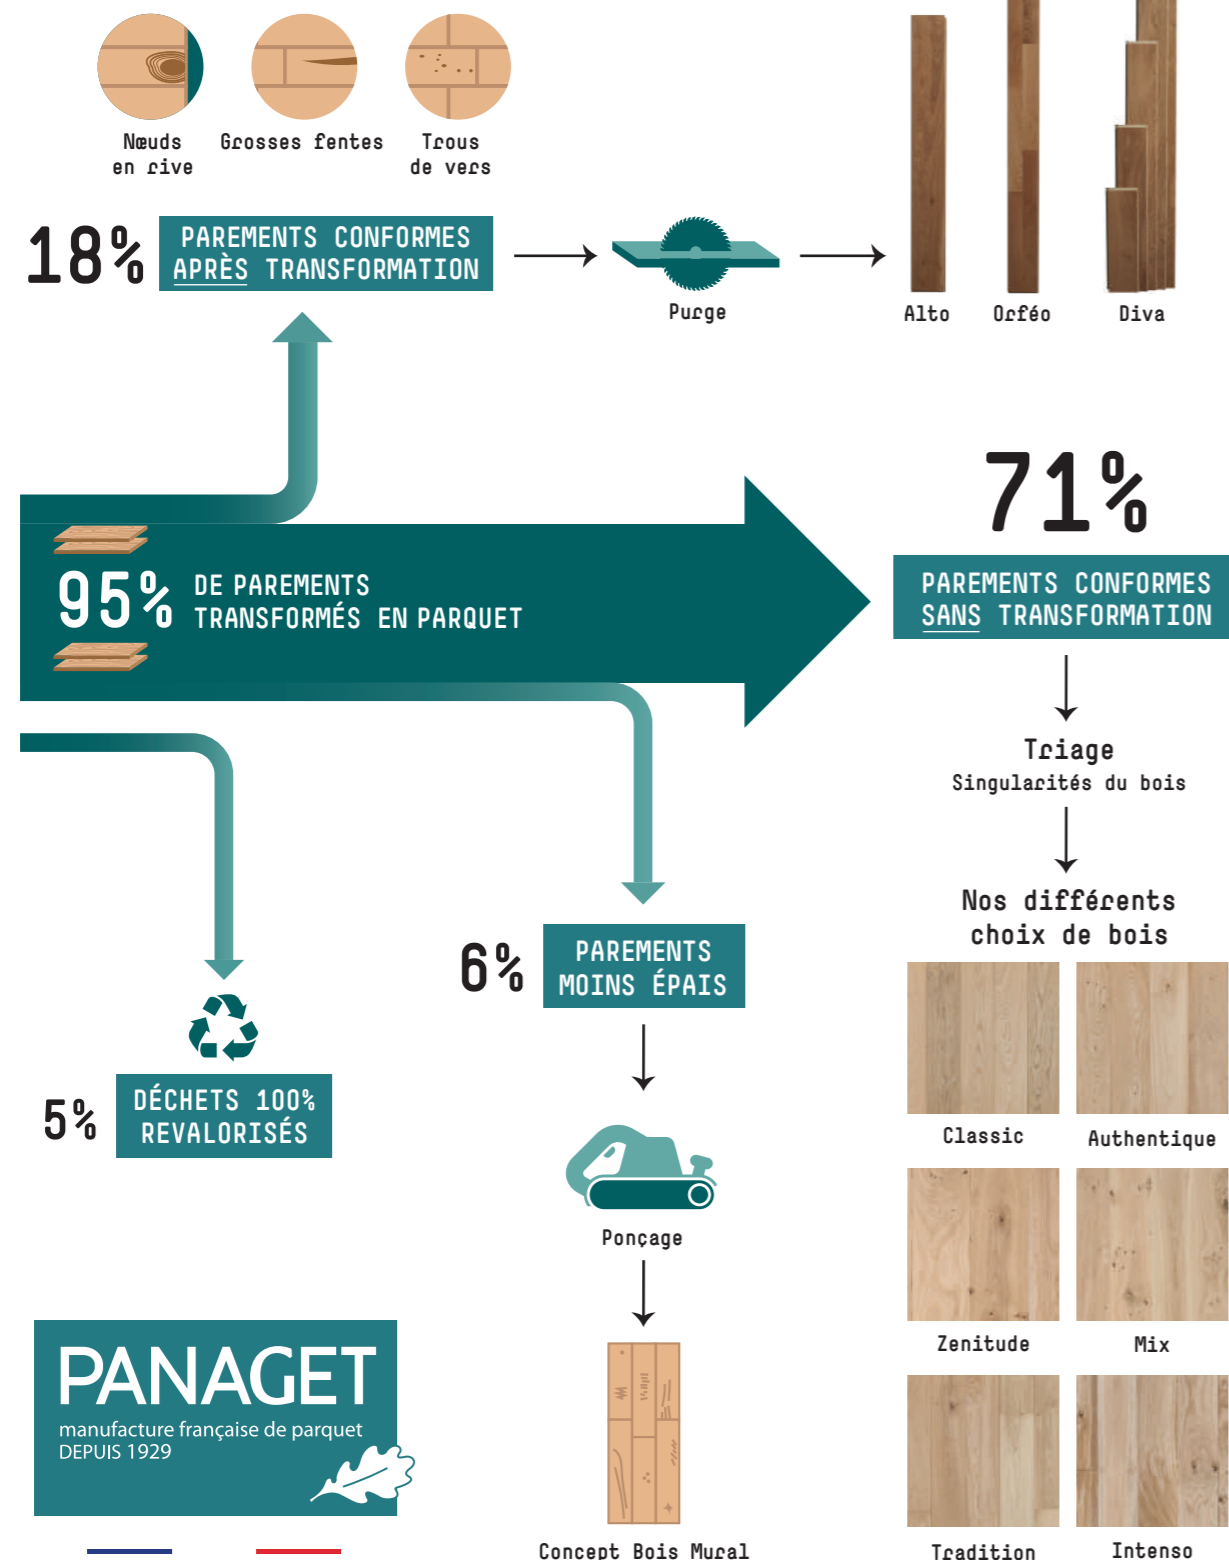 Nœuds
en rive
Grosses fentes
Trous
de vers
18%
PAREMENTS CONFORMES
APRÈS TRANSFORMATION
Purge
Alto
Orféo
Diva
95%
DE PAREMENTS
TRANSFORMÉS EN PARQUET
71%
PAREMENTS CONFORMES
SANS TRANSFORMATION
Triage
Singularités du bois
Nos différents
choix de bois
Classic
Authentique
Zenitude
Mix
Tradition
Intenso
6%
PAREMENTS
MOINS ÉPAIS
Ponçage
Concept Bois Mural
5%
DÉCHETS 100%
REVALORISÉS
PANAGET
manufacture française de parquet
DEPUIS 1929